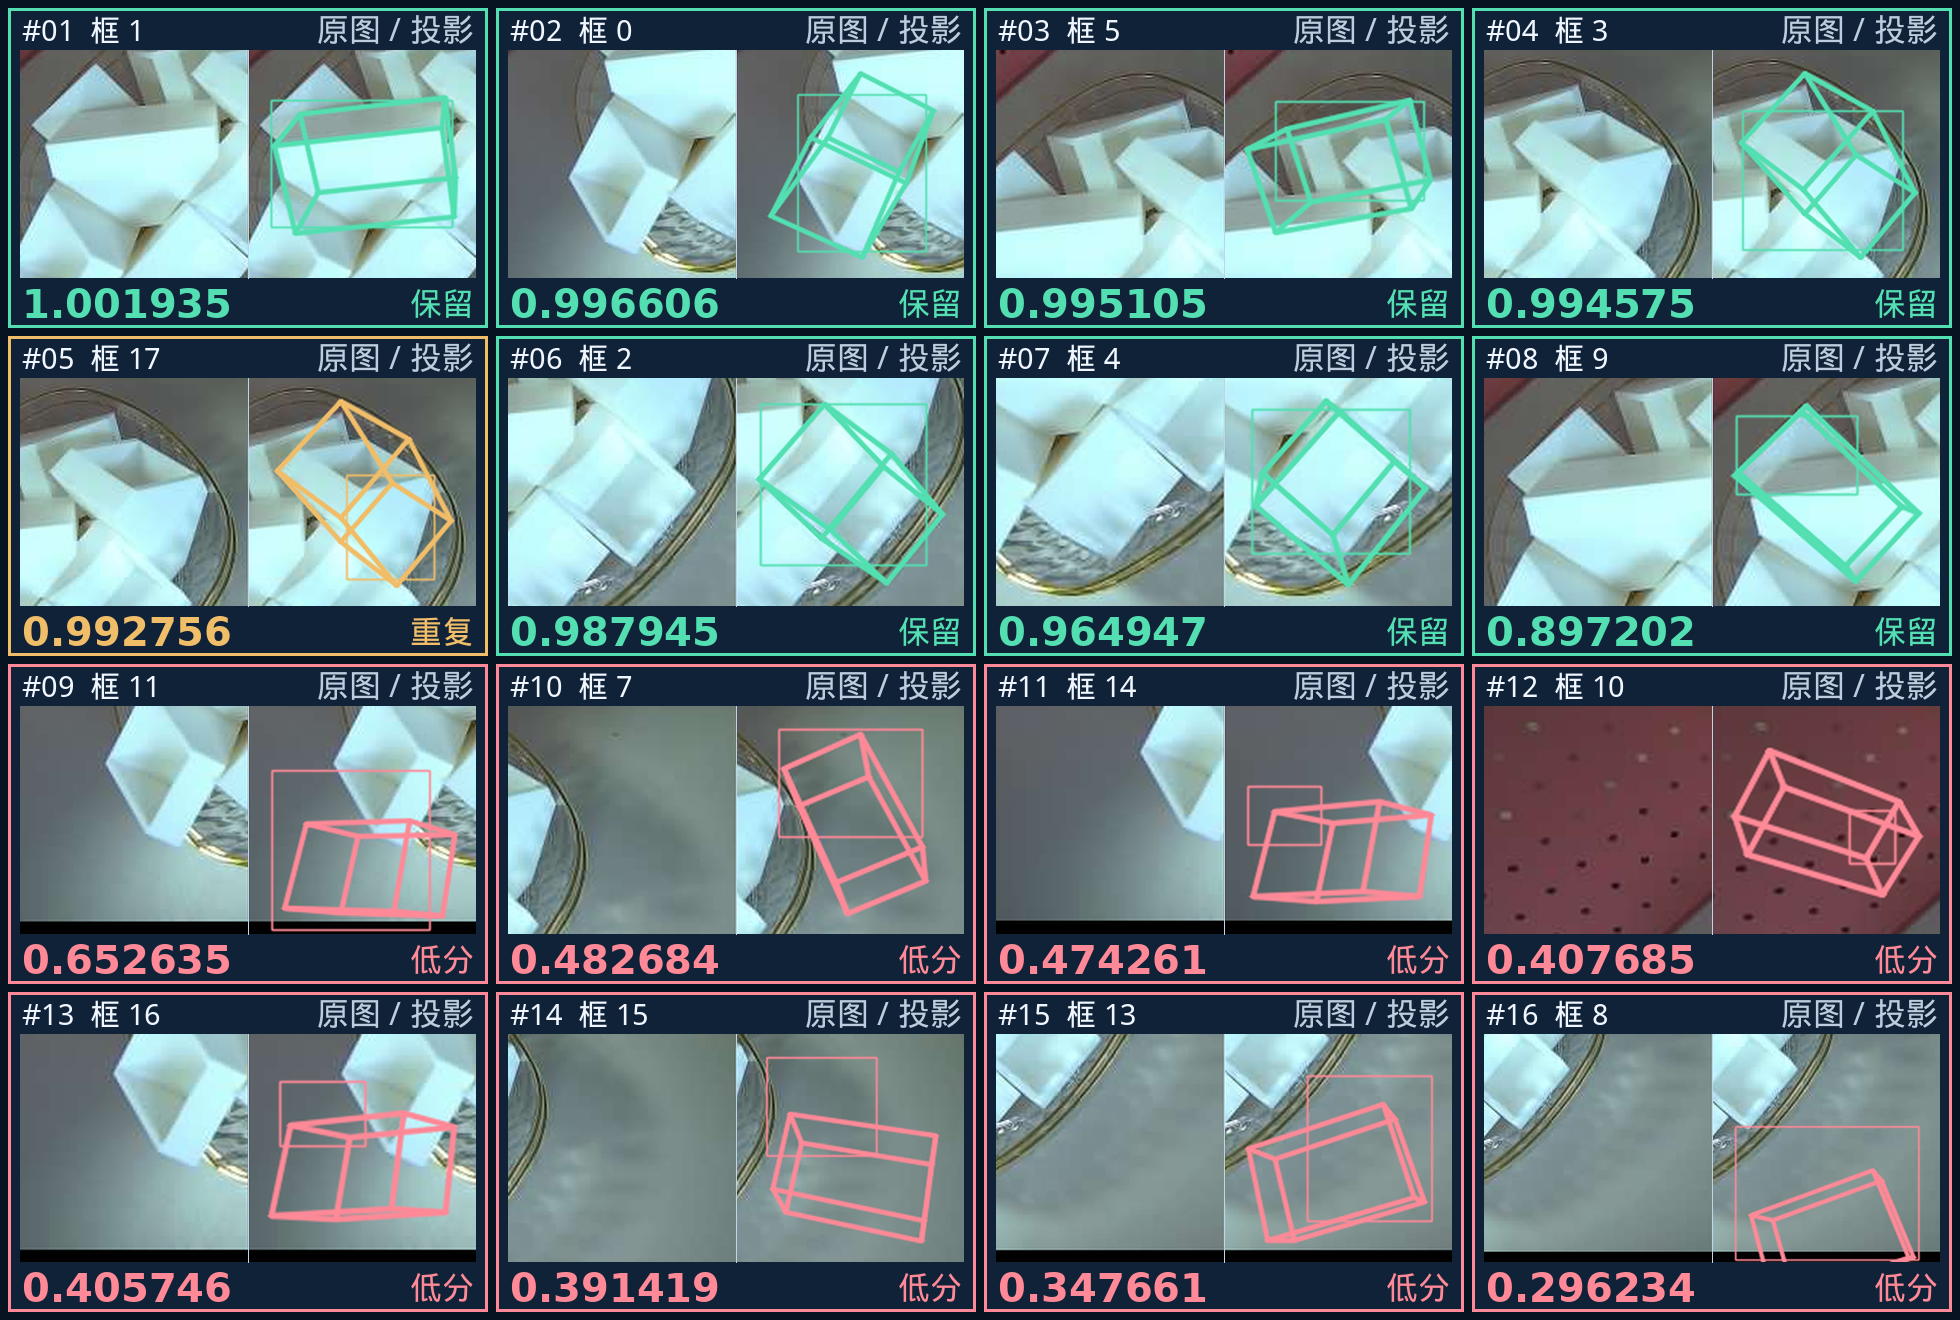 #01 框 1 原图 / 投影
1.001935 保留
#02 框 0 原图 / 投影
0.996606 保留
#03 框 5 原图 / 投影
0.995105 保留
#04 框 3 原图 / 投影
0.994575 保留
#05 框 17 原图 / 投影
0.992756 重复
#06 框 2 原图 / 投影
0.987945 保留
#07 框 4 原图 / 投影
0.964947 保留
#08 框 9 原图 / 投影
0.897202 保留
#09 框 11 原图 / 投影
0.652635 低分
#10 框 7 原图 / 投影
0.482684 低分
#11 框 14 原图 / 投影
0.474261 低分
#12 框 10 原图 / 投影
0.407685 低分
#13 框 16 原图 / 投影
0.405746 低分
#14 框 15 原图 / 投影
0.391419 低分
#15 框 13 原图 / 投影
0.347661 低分
#16 框 8 原图 / 投影
0.296234 低分